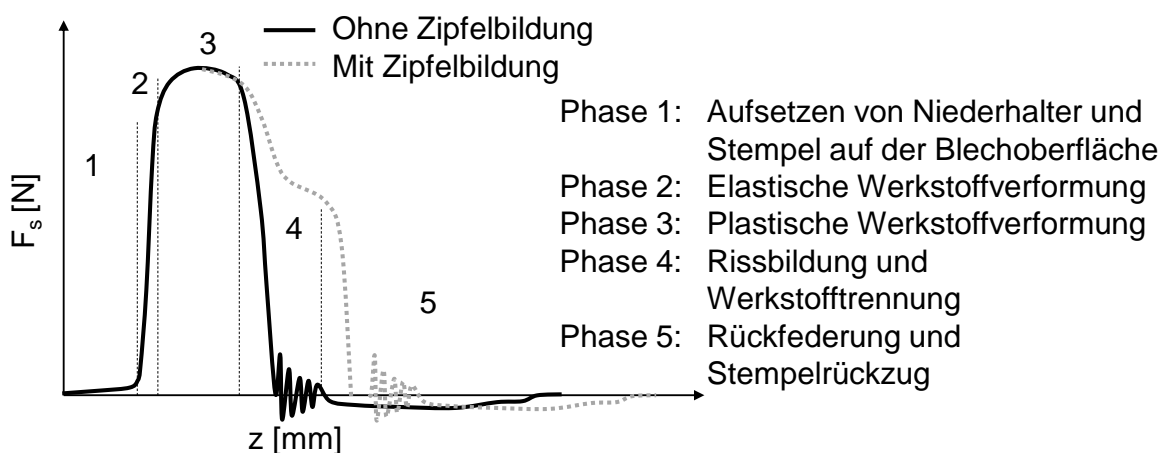 Ohne Zipfelbildung
Mit Zipfelbildung
1
2
3
4
5
F_s [N]
z [mm]
Phase 1: Aufsetzen von Niederhalter und
Stempel auf der Blechoberfläche
Phase 2: Elastische Werkstoffverformung
Phase 3: Plastische Werkstoffverformung
Phase 4: Rissbildung und
Werkstofftrennung
Phase 5: Rückfederung und
Stempelrückzug